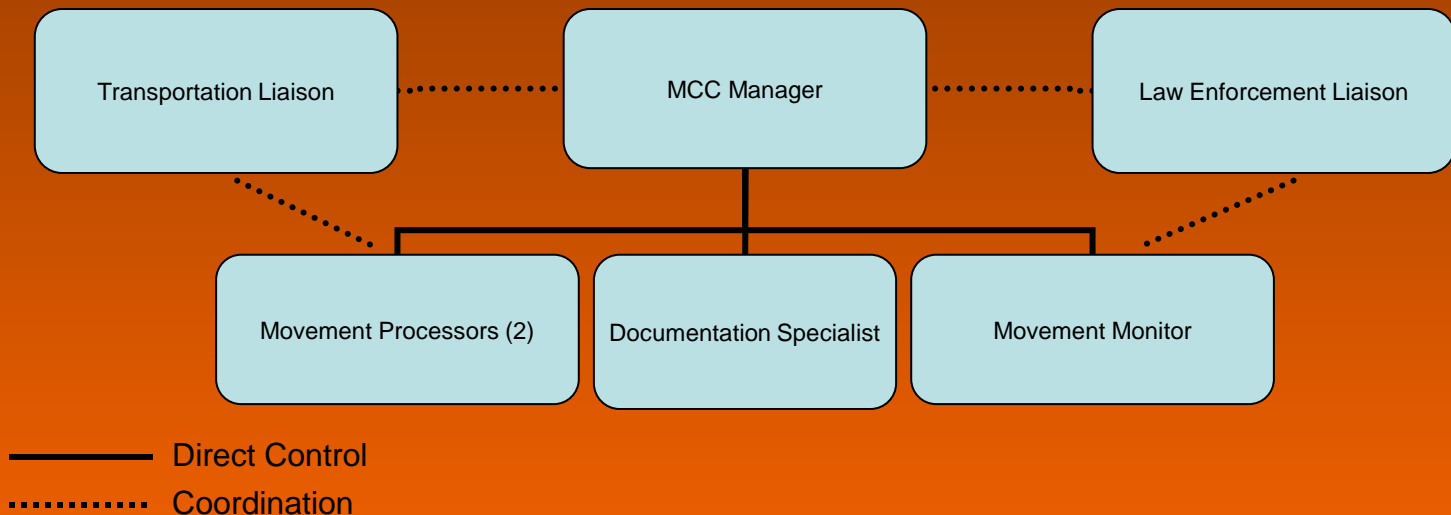 Transportation Liaison
MCC Manager
Law Enforcement Liaison
Movement Processors (2)
Documentation Specialist
Movement Monitor
Direct Control
Coordination